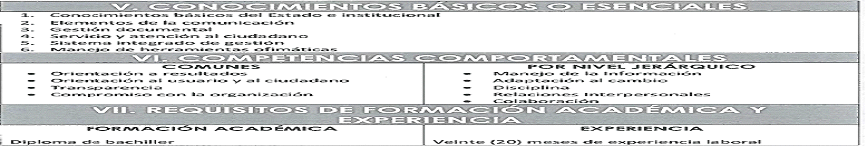 V. CONOCIMIENTOS BÁSICOS O ESENCIALES
1. Conocimientos básicos del Estado e institucional
2. Elementos de la comunicación
3. Gestión documental
4. Servicio y atención al ciudadano
5. Sistema integrado de gestión
6. Manejo de herramientas ofimáticas
VI. COMPETENCIAS COMPORTAMENTALES
COMUNES
• Orientación a resultados
• Orientación al usuario y al ciudadano
• Transparencia
• Compromiso con la organización
POR NIVEL JERÁRQUICO
• Manejo de la Información
• Adaptación al cambio
• Disciplina
• Relaciones Interpersonales
• Colaboración
VII. REQUISITOS DE FORMACIÓN ACADÉMICA Y
EXPERIENCIA
FORMACIÓN ACADÉMICA
Diploma de bachiller
EXPERIENCIA
Veinte (20) meses de experiencia laboral